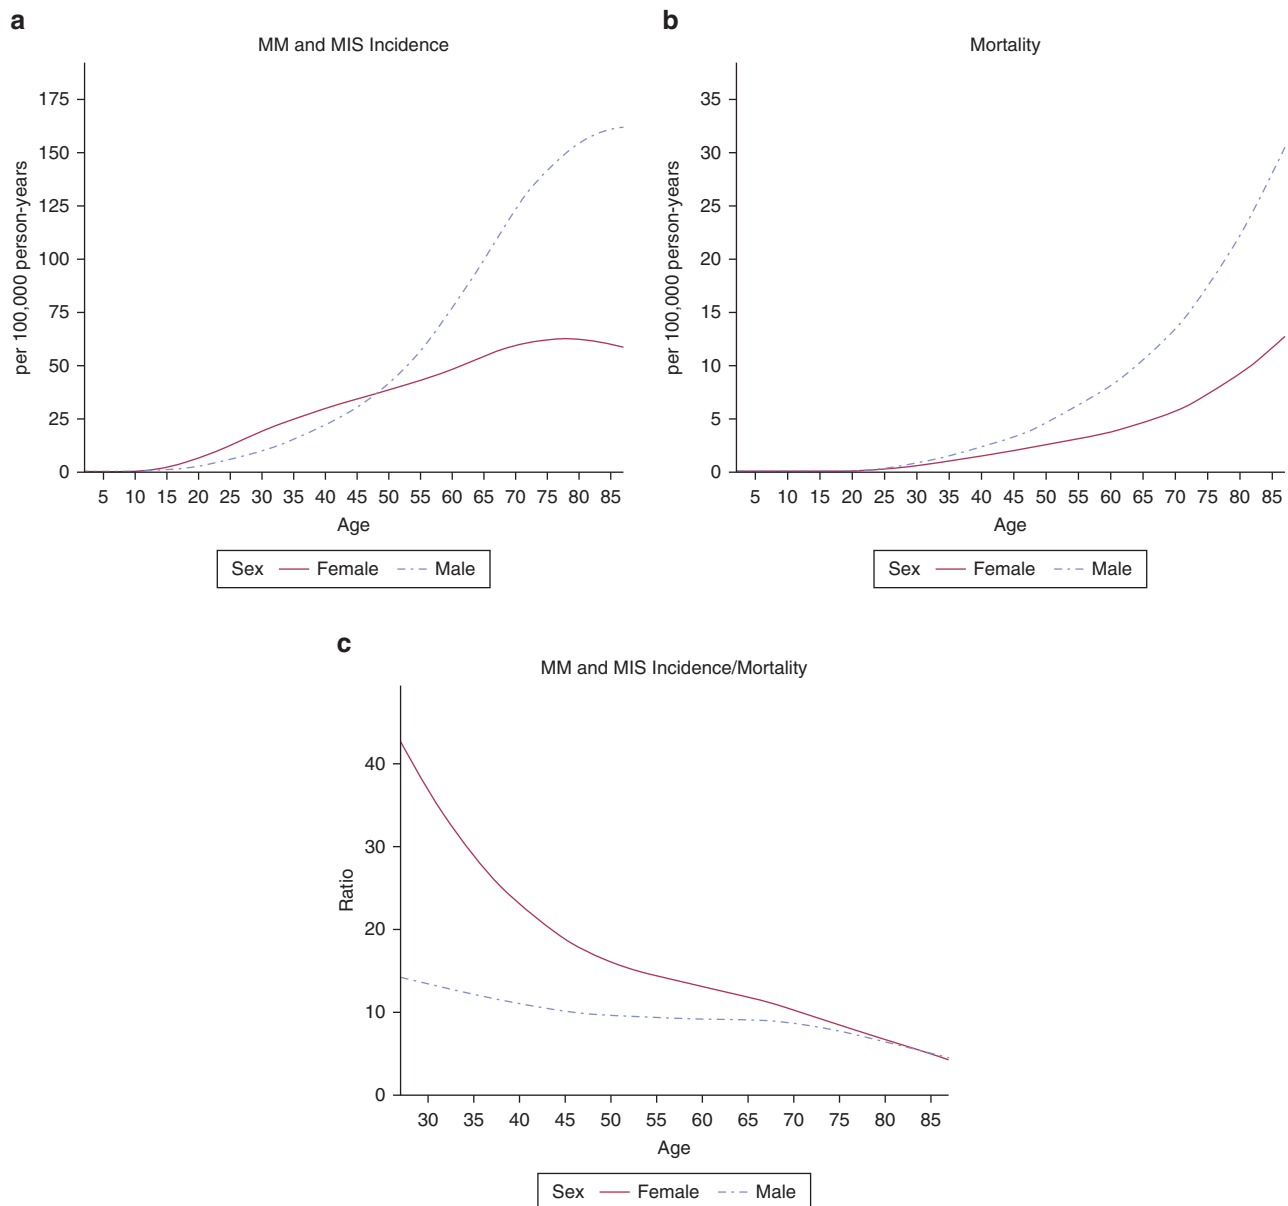 a
MM and MIS Incidence
175
150
125
100
75
50
25
0
per 100,000 person-years
5 10 15 20 25 30 35 40 45 50 55 60 65 70 75 80 85
Age
Sex Female Male
b
Mortality
35
30
25
20
15
10
5
0
per 100,000 person-years
5 10 15 20 25 30 35 40 45 50 55 60 65 70 75 80 85
Age
Sex Female Male
c
MM and MIS Incidence/Mortality
40
30
20
10
0
Ratio
30 35 40 45 50 55 60 65 70 75 80 85
Age
Sex Female Male